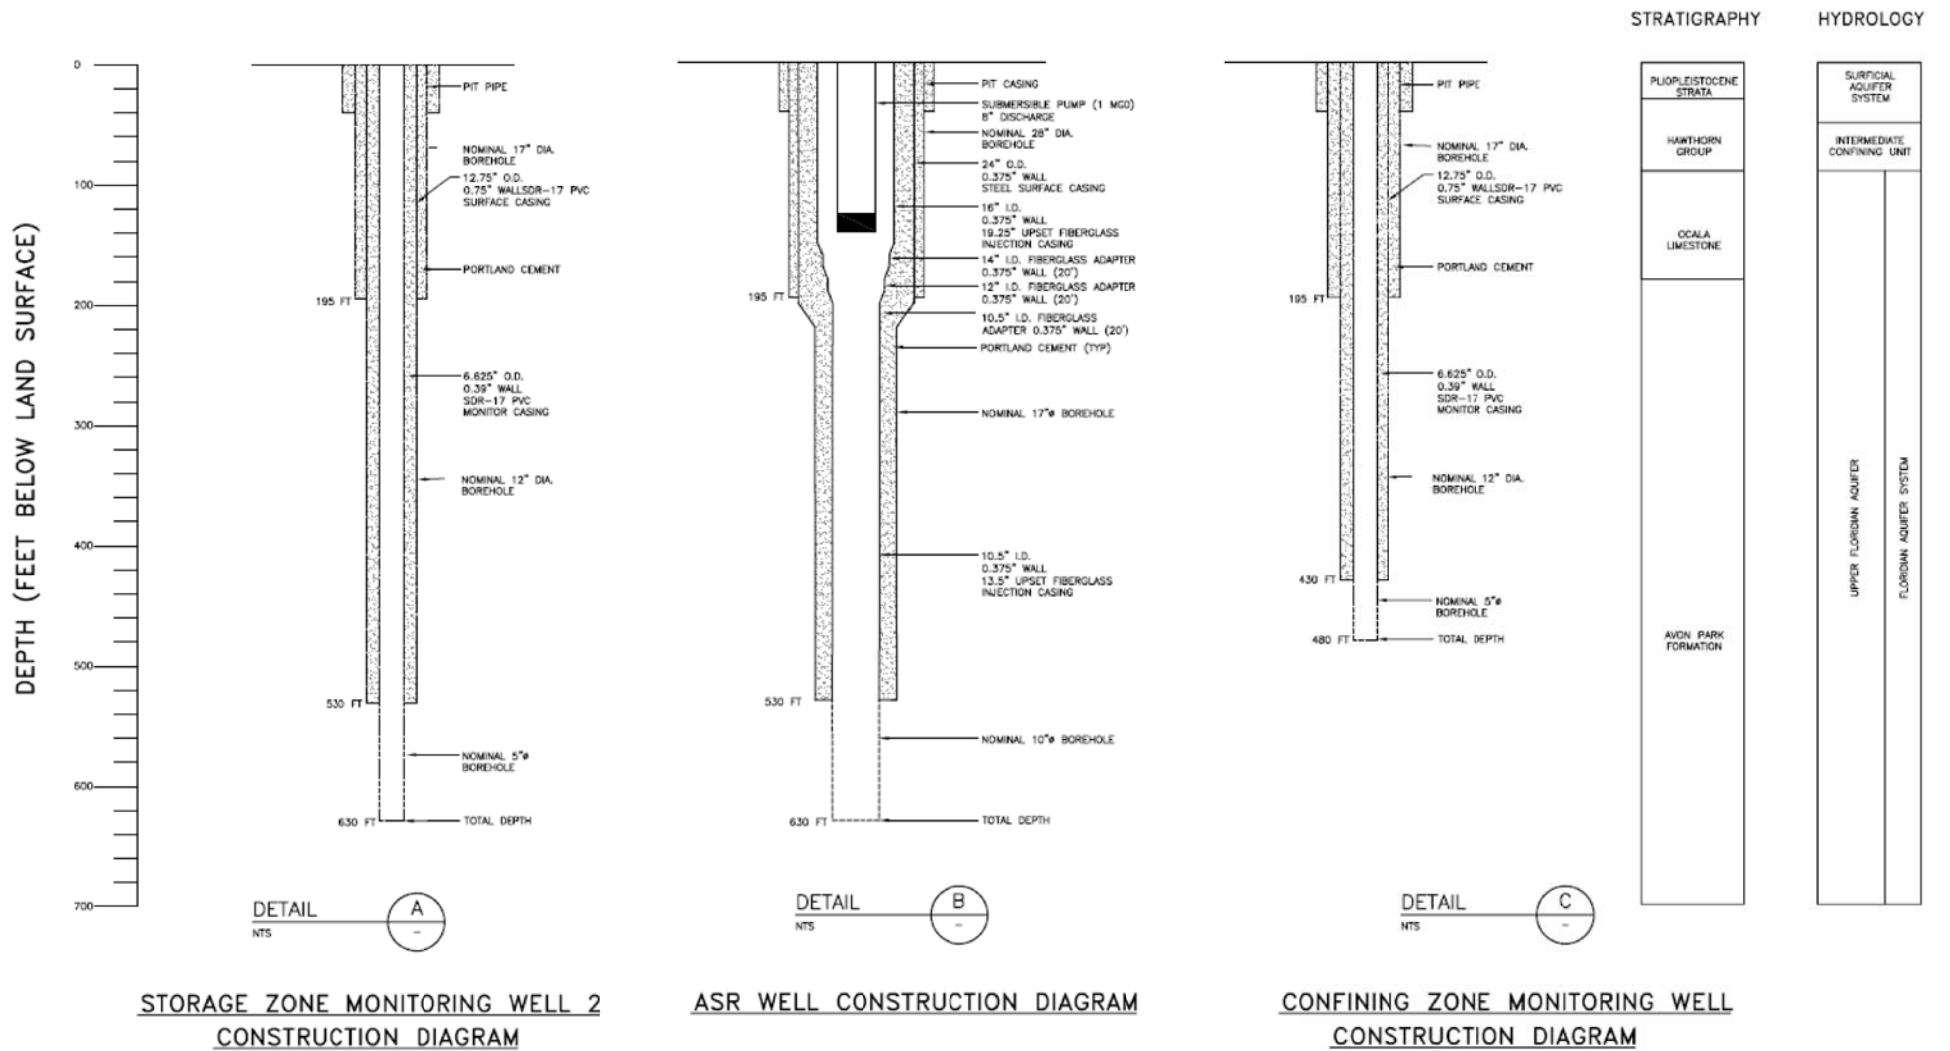 STRATIGRAPHY
HYDROLOGY
DEPTH (FEET BELOW LAND SURFACE)
0
100
200
300
400
500
600
700
PIT PIPE
NOMINAL 17" DIA.
BOREHOLE
12.75" O.D.
0.75" WALLSDR-17 PVC
SURFACE CASING
PORTLAND CEMENT
195 FT
6.625" O.D.
0.39" WALL
SDR-17 PVC
MONITOR CASING
NOMINAL 12" DIA.
BOREHOLE
530 FT
NOMINAL 5"ø
BOREHOLE
630 FT
TOTAL DEPTH
DETAIL
NTS
A
-
STORAGE ZONE MONITORING WELL 2
CONSTRUCTION DIAGRAM
PIT CASING
SUBMERSIBLE PUMP (1 MGD)
8" DISCHARGE
NOMINAL 28" DIA.
BOREHOLE
24" O.D.
0.375" WALL
STEEL SURFACE CASING
16" I.D.
0.375" WALL
19.25" UPSET FIBERGLASS
INJECTION CASING
14" I.D. FIBERGLASS ADAPTER
0.375" WALL (20')
12" I.D. FIBERGLASS ADAPTER
0.375" WALL (20')
195 FT
10.5" I.D. FIBERGLASS
ADAPTER 0.375" WALL (20')
PORTLAND CEMENT (TYP)
NOMINAL 17"ø BOREHOLE
10.5" I.D.
0.375" WALL
13.5" UPSET FIBERGLASS
INJECTION CASING
530 FT
NOMINAL 10"ø BOREHOLE
630 FT
TOTAL DEPTH
DETAIL
NTS
B
-
ASR WELL CONSTRUCTION DIAGRAM
PIT PIPE
NOMINAL 17" DIA.
BOREHOLE
12.75" O.D.
0.75" WALLSDR-17 PVC
SURFACE CASING
PORTLAND CEMENT
195 FT
6.625" O.D.
0.39" WALL
SDR-17 PVC
MONITOR CASING
NOMINAL 12" DIA.
BOREHOLE
430 FT
NOMINAL 5"ø
BOREHOLE
480 FT
TOTAL DEPTH
DETAIL
NTS
C
-
CONFINING ZONE MONITORING WELL
CONSTRUCTION DIAGRAM
PLIOPLEISTOCENE
STRATA
HAWTHORN
GROUP
OCALA
LIMESTONE
AVON PARK
FORMATION
SURFICIAL
AQUIFER
SYSTEM
INTERMEDIATE
CONFINING UNIT
UPPER FLORIDIAN AQUIFER
FLORIDIAN AQUIFER SYSTEM